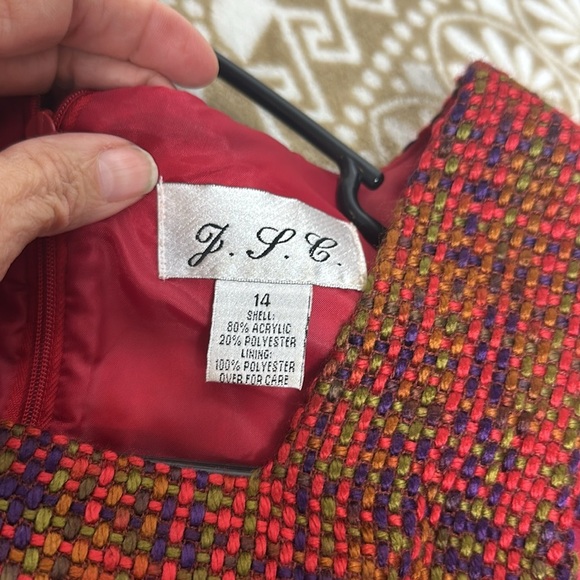 J. S. C.
14
SHELL:
80% ACRYLIC
20% POLYESTER
LINING:
100% POLYESTER
OVER FOR CARE